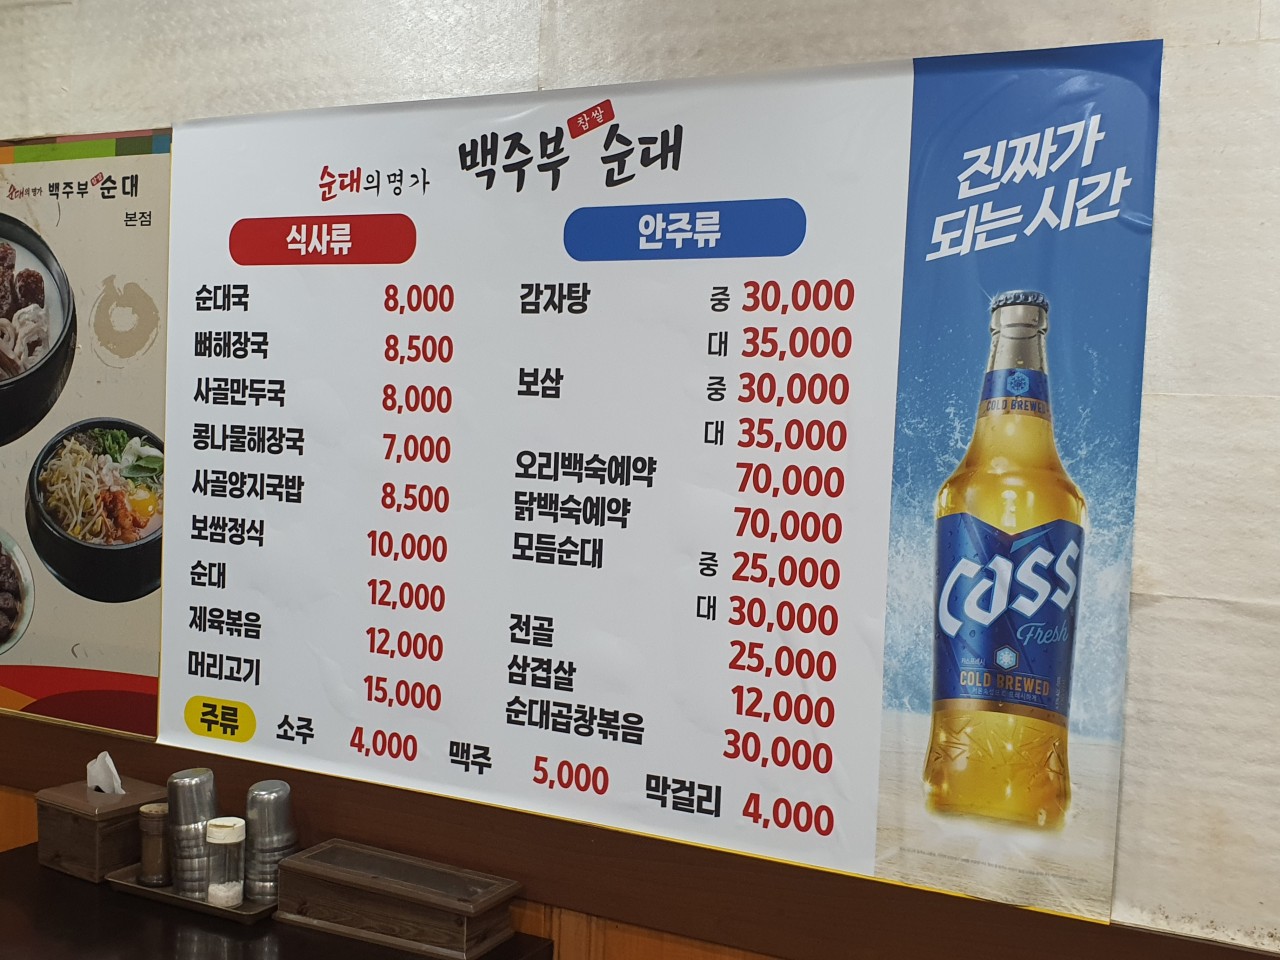 순대의명가 백주부 찹쌀 순대
본점
순대의명가 백주부 찹쌀 순대
식사류
순대국 8,000
뼈해장국 8,500
사골만두국 8,000
콩나물해장국 7,000
사골양지국밥 8,500
보쌈정식 10,000
순대 12,000
제육볶음 12,000
머리고기 15,000
안주류
감자탕 중 30,000
대 35,000
보삼 중 30,000
대 35,000
오리백숙예약 70,000
닭백숙예약 70,000
모듬순대 중 25,000
대 30,000
전골 25,000
삼겹살 12,000
순대곱창볶음 30,000
주류 소주 4,000 맥주 5,000 막걸리 4,000
진짜가
되는 시간
COLD BREWED
Cass
Fresh
COLD BREWED